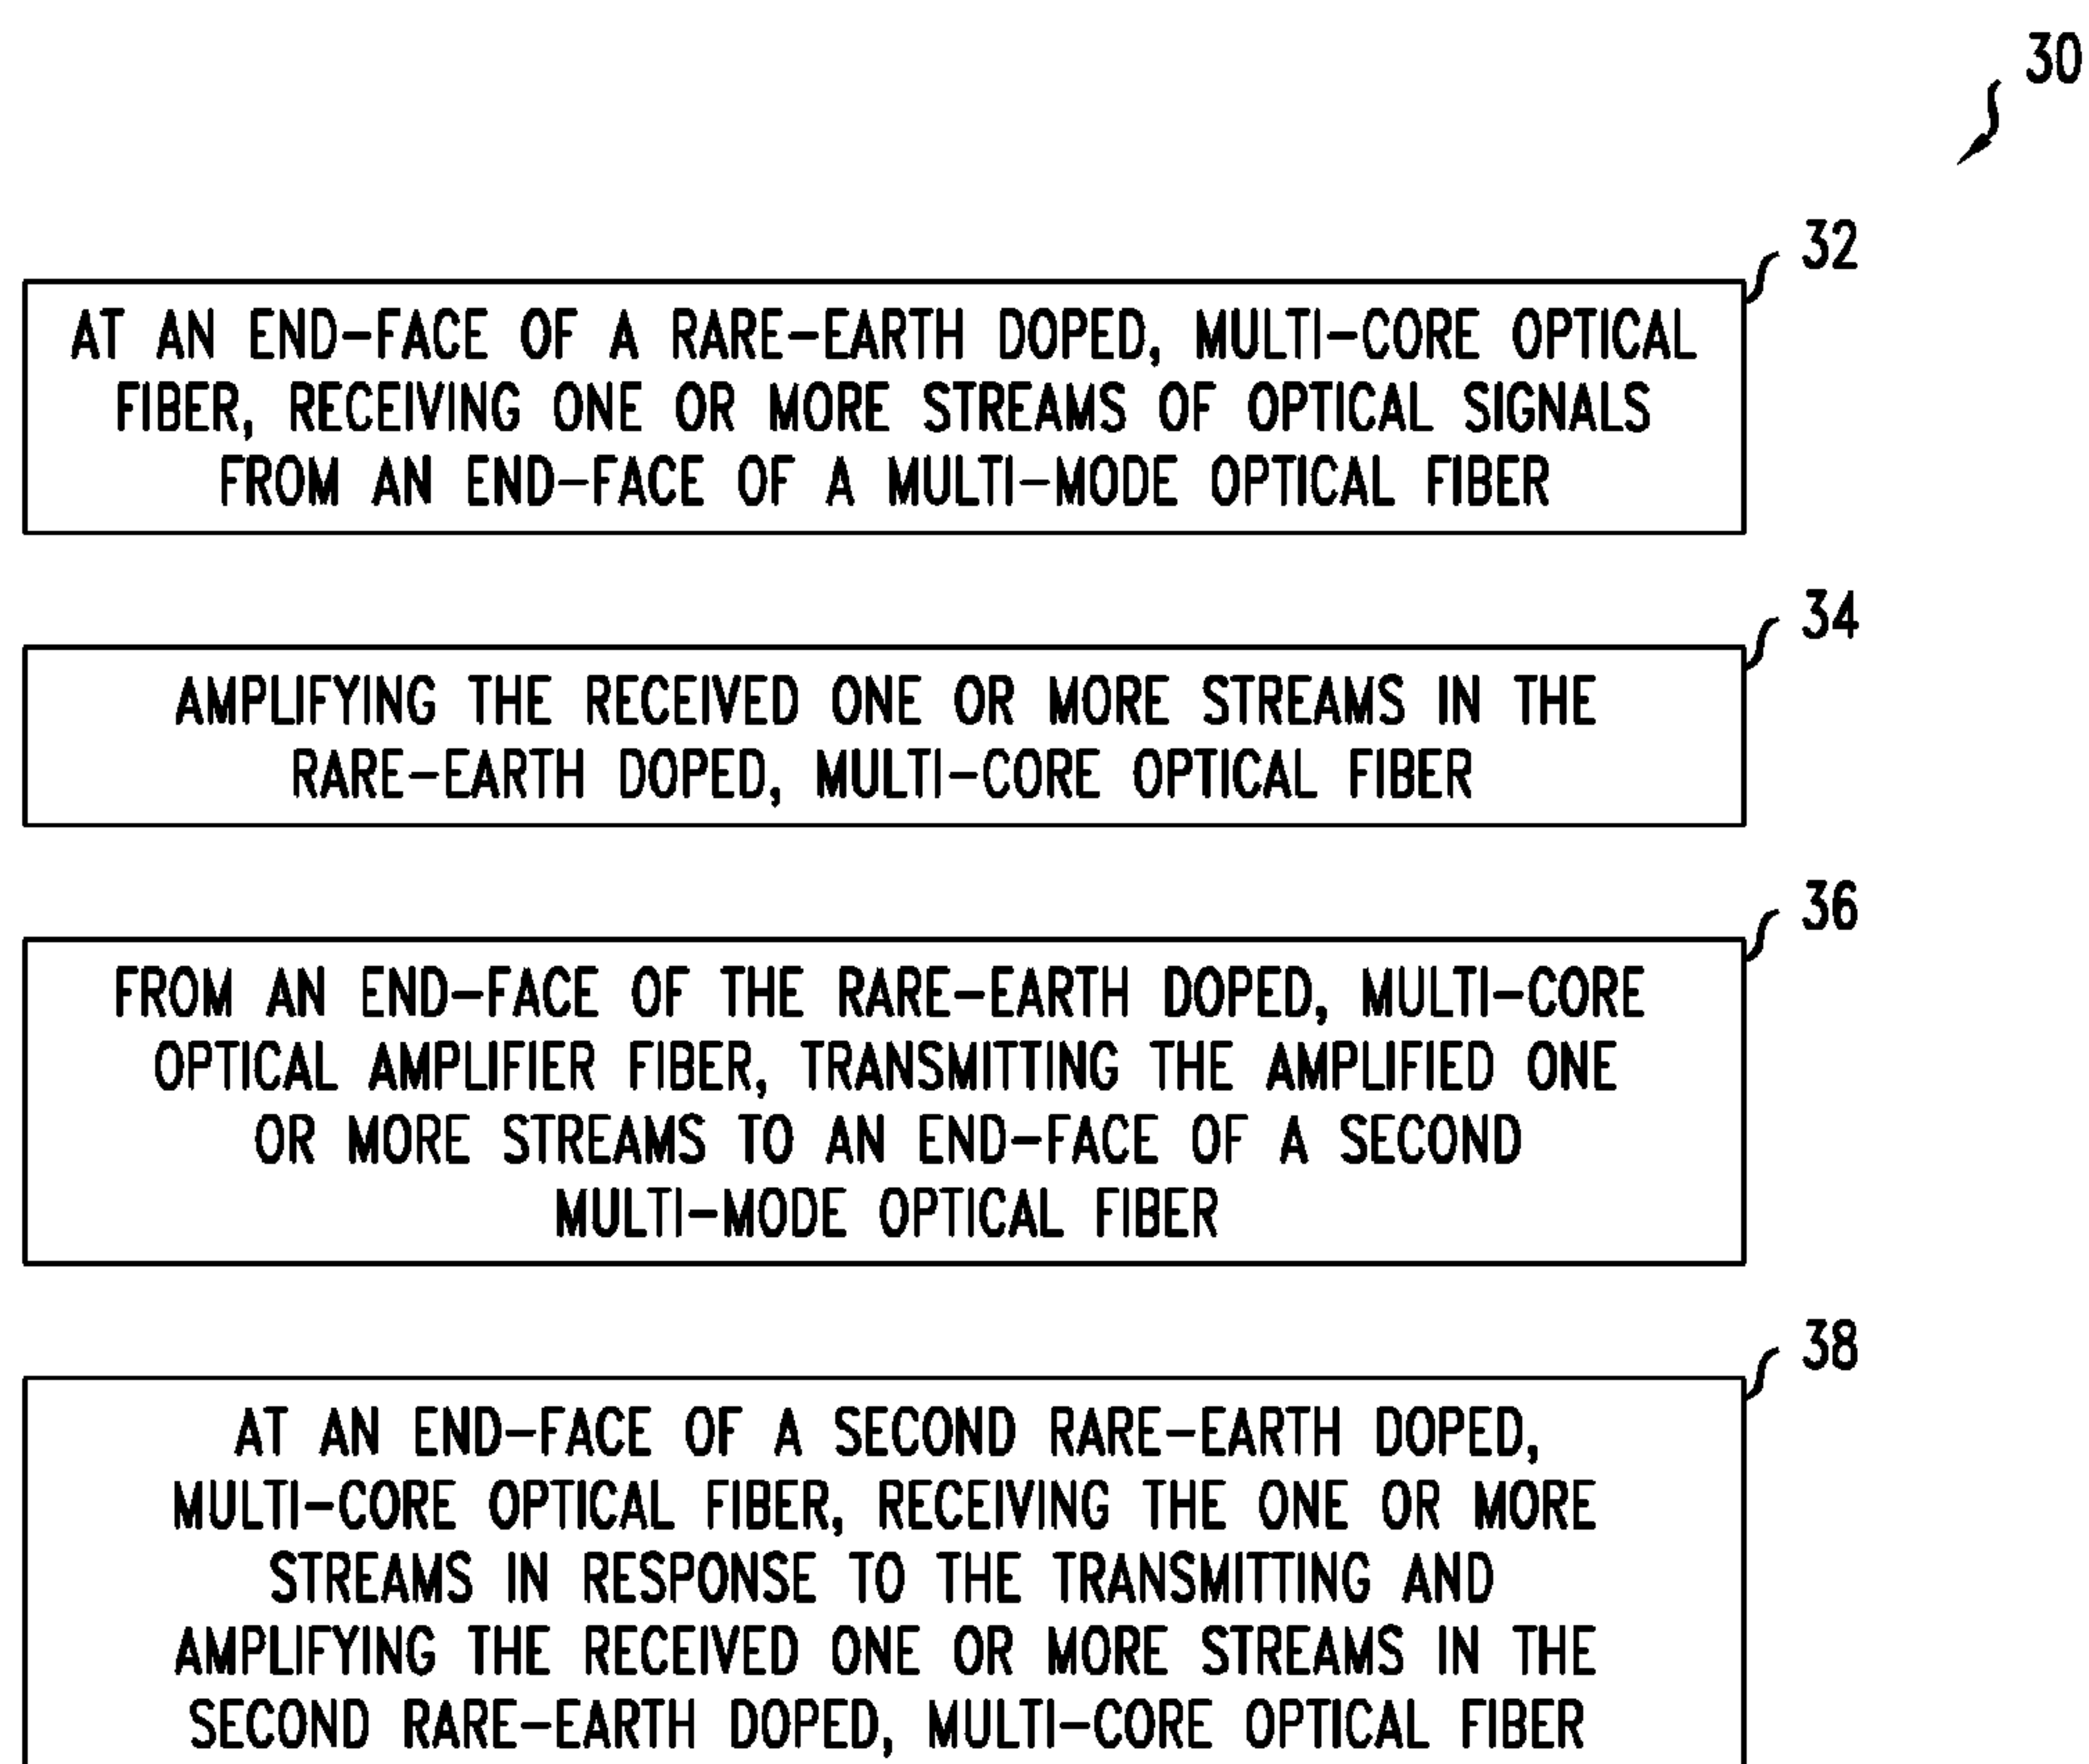 30
32
AT AN END-FACE OF A RARE-EARTH DOPED, MULTI-CORE OPTICAL
FIBER, RECEIVING ONE OR MORE STREAMS OF OPTICAL SIGNALS
FROM AN END-FACE OF A MULTI-MODE OPTICAL FIBER
34
AMPLIFYING THE RECEIVED ONE OR MORE STREAMS IN THE
RARE-EARTH DOPED, MULTI-CORE OPTICAL FIBER
36
FROM AN END-FACE OF THE RARE-EARTH DOPED, MULTI-CORE
OPTICAL AMPLIFIER FIBER, TRANSMITTING THE AMPLIFIED ONE
OR MORE STREAMS TO AN END-FACE OF A SECOND
MULTI-MODE OPTICAL FIBER
38
AT AN END-FACE OF A SECOND RARE-EARTH DOPED,
MULTI-CORE OPTICAL FIBER, RECEIVING THE ONE OR MORE
STREAMS IN RESPONSE TO THE TRANSMITTING AND
AMPLIFYING THE RECEIVED ONE OR MORE STREAMS IN THE
SECOND RARE-EARTH DOPED, MULTI-CORE OPTICAL FIBER